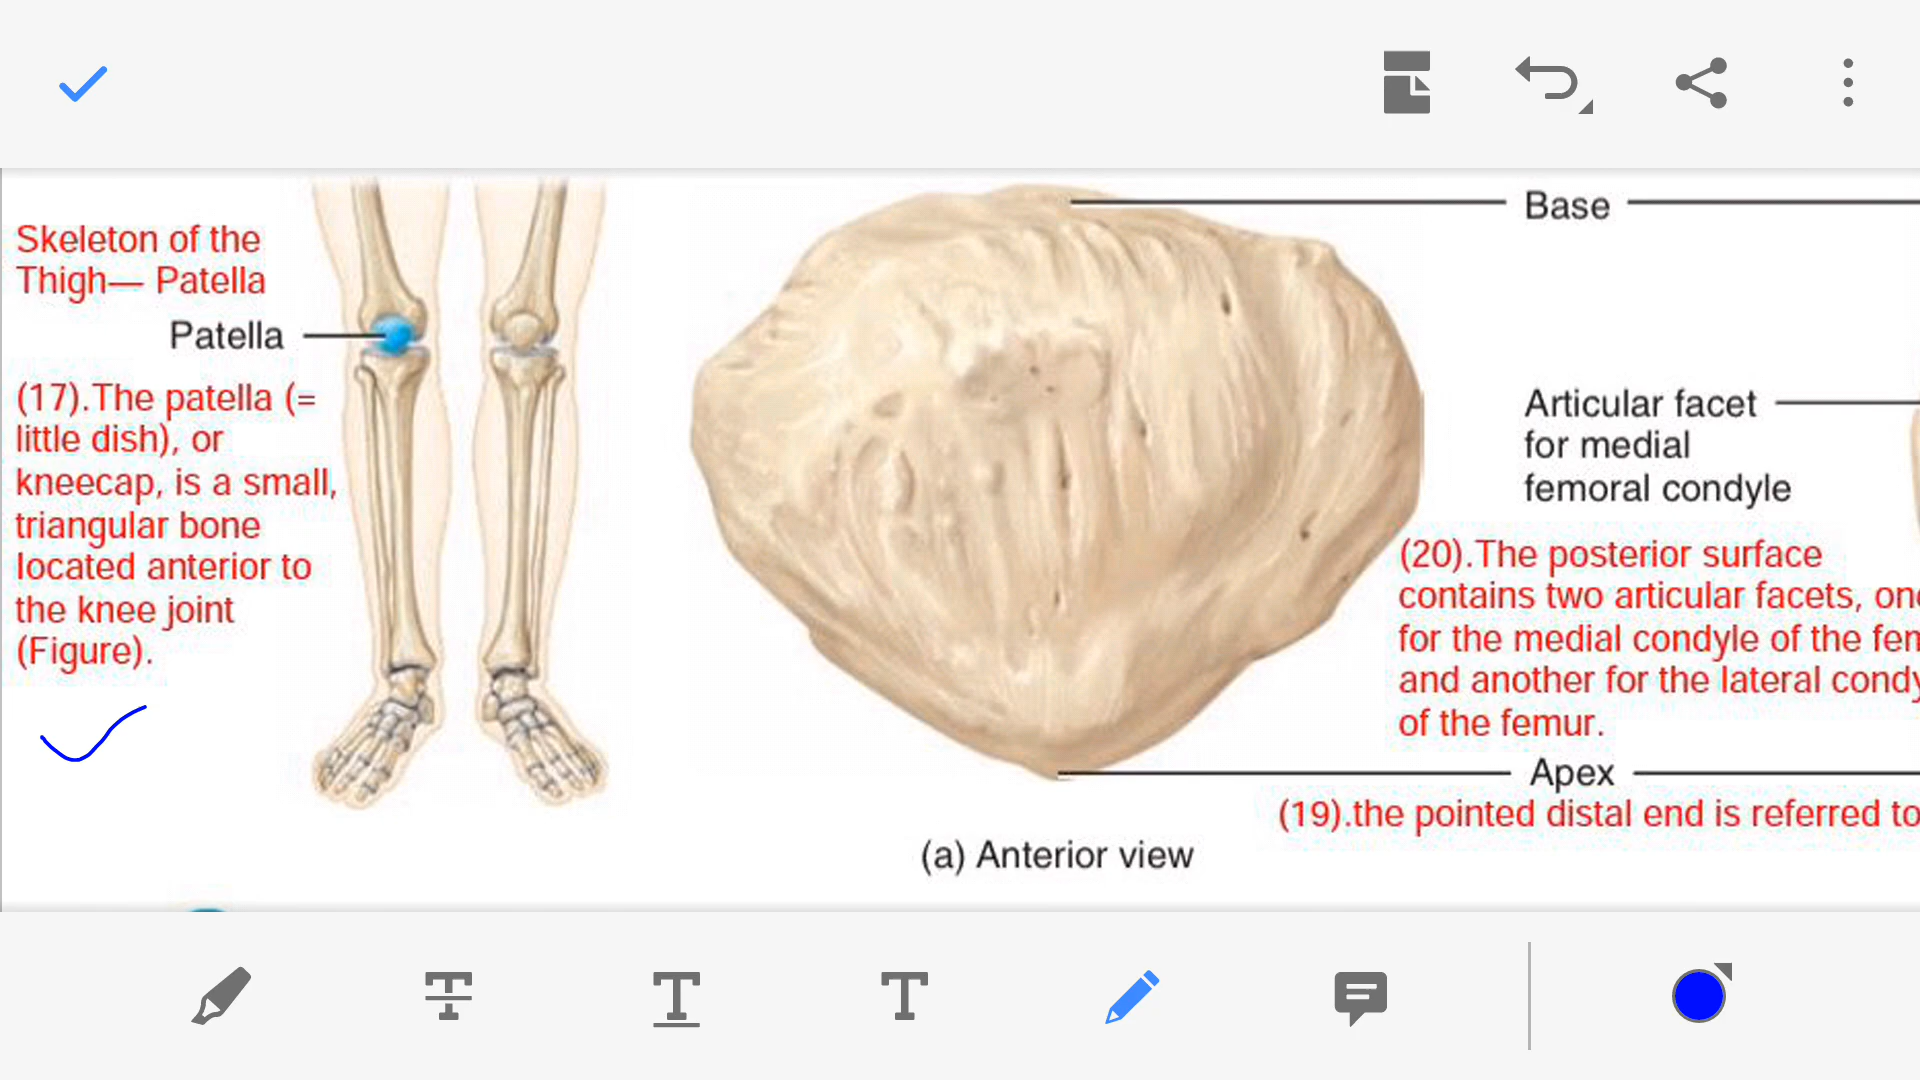 Skeleton of the
Thigh— Patella
Patella
(17).The patella (=
little dish), or
kneecap, is a small,
triangular bone
located anterior to
the knee joint
(Figure).
Base
Articular facet
for medial
femoral condyle
(20).The posterior surface
contains two articular facets,
for the medial condyle of the
and another for the lateral
of the femur.
Apex
(19).the pointed distal end is referred to
(a) Anterior view